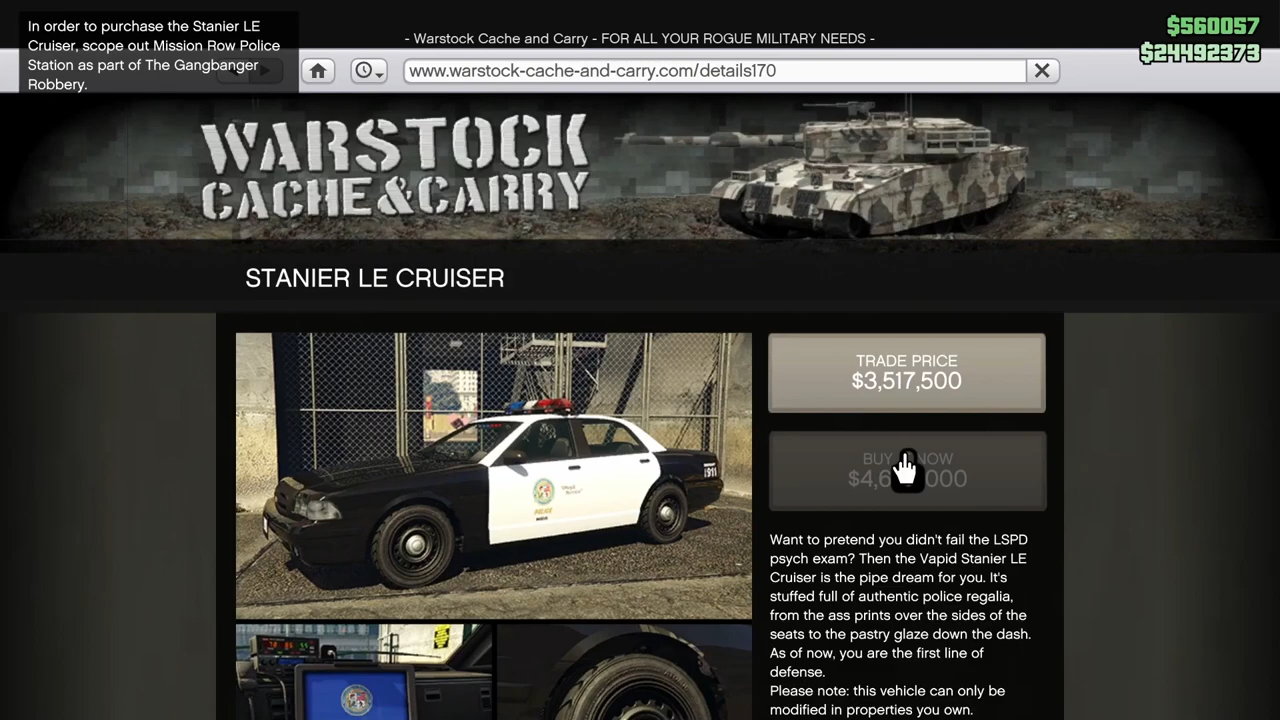 In order to purchase the Stanier LE
Cruiser, scope out Mission Row Police
Station as part of The Gangbanger
Robbery.
- Warstock Cache and Carry - FOR ALL YOUR ROGUE MILITARY NEEDS -
$560057
$24492373
www.warstock-cache-and-carry.com/details170
WARSTOCK
CACHE & CARRY
STANIER LE CRUISER
TRADE PRICE
$3,517,500
NOW
Want to pretend you didn't fail the LSPD
psych exam? Then the Vapid Stanier LE
Cruiser is the pipe dream for you. It's
stuffed full of authentic police regalia,
from the ass prints over the sides of the
seats to the pastry glaze down the dash.
As of now, you are the first line of
defense.
Please note: this vehicle can only be
modified in properties you own.
POLICE
911